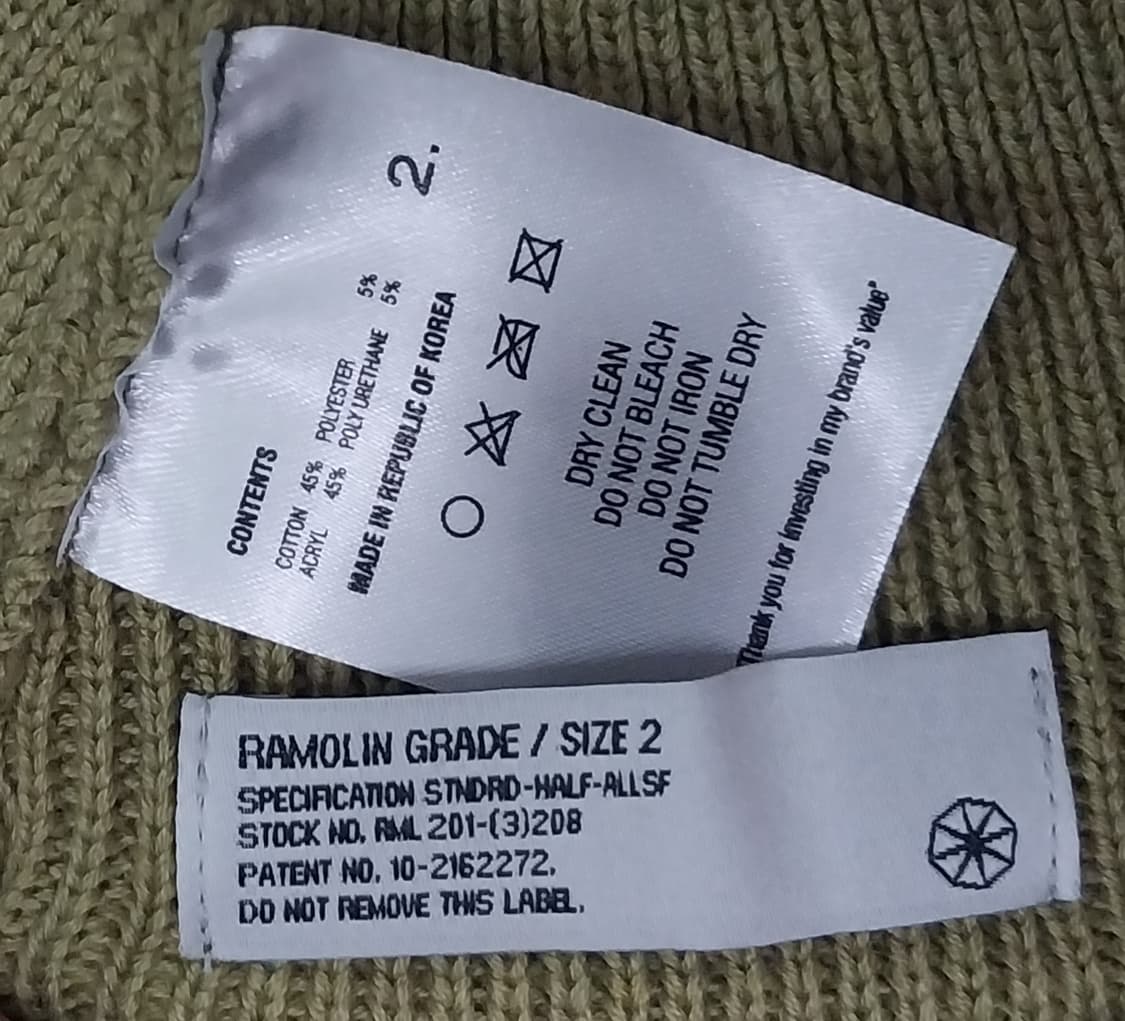 2.
CONTENTS
COTTON 45% POLYESTER 5%
ACRYL 45% POLY URETHANE 5%
MADE IN REPUBLIC OF KOREA
DRY CLEAN
DO NOT BLEACH
DO NOT IRON
DO NOT TUMBLE DRY
Thank you for investing in my brand's value"
RAMOLIN GRADE / SIZE 2
SPECIFICATION STNDRD-HALF-ALLSF
STOCK NO. RML 201-(3)208
PATENT NO. 10-2162272.
DO NOT REMOVE THIS LABEL.